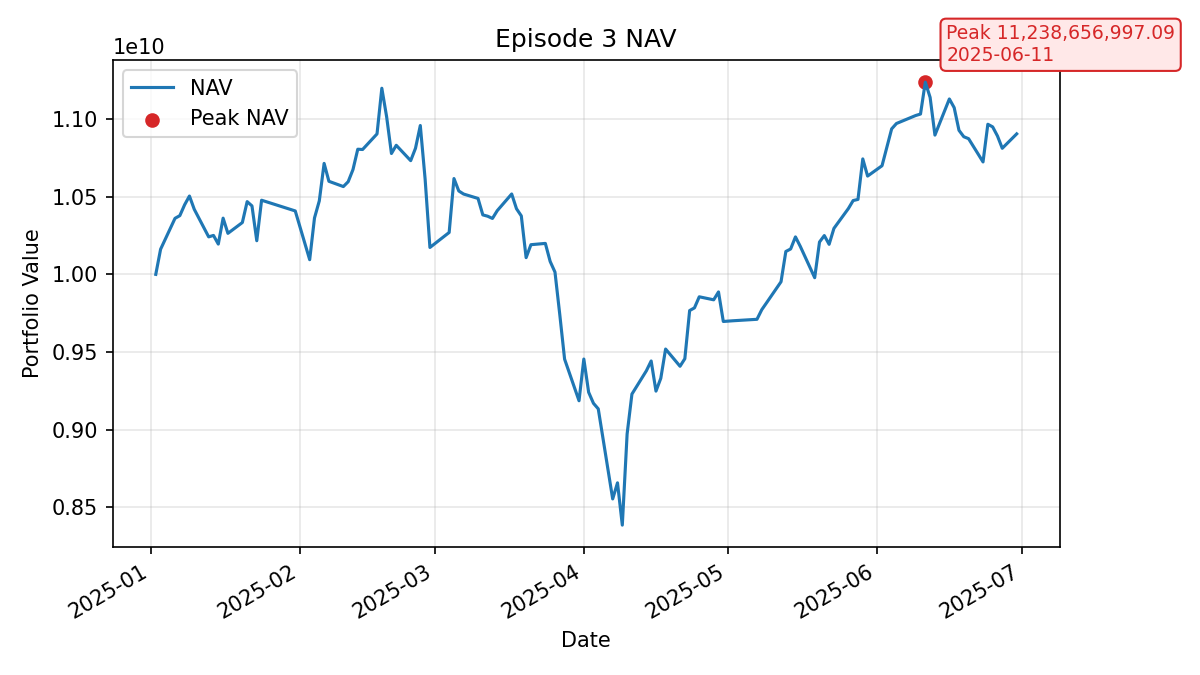 Episode 3 NAV
Peak 11,238,656,997.09
2025-06-11
1e10
NAV
Peak NAV
1.10
1.05
1.00
0.95
0.90
0.85
Portfolio Value
2025-01
2025-02
2025-03
2025-04
2025-05
2025-06
2025-07
Date